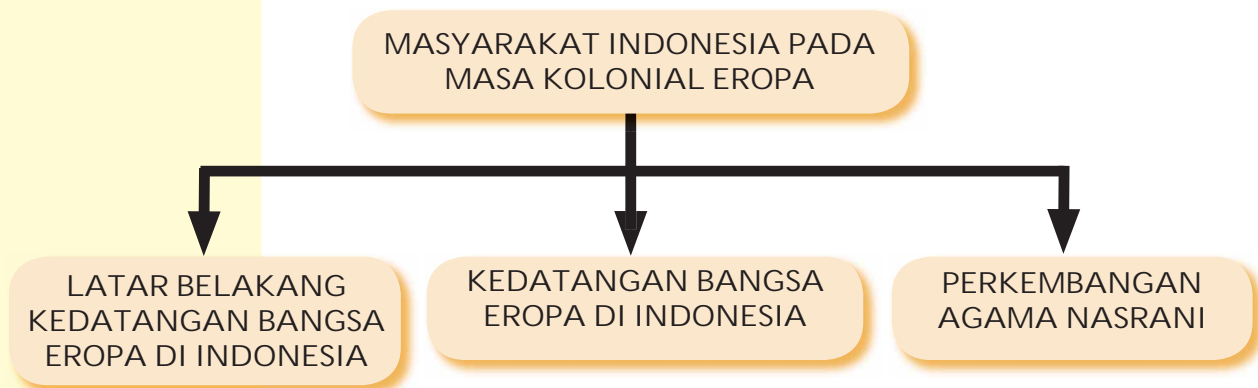 MASYARAKAT INDONESIA PADA
MASA KOLONIAL EROPA
LATAR BELAKANG
KEDATANGAN BANGSA
EROPA DI INDONESIA
KEDATANGAN BANGSA
EROPA DI INDONESIA
PERKEMBANGAN
AGAMA NASRANI